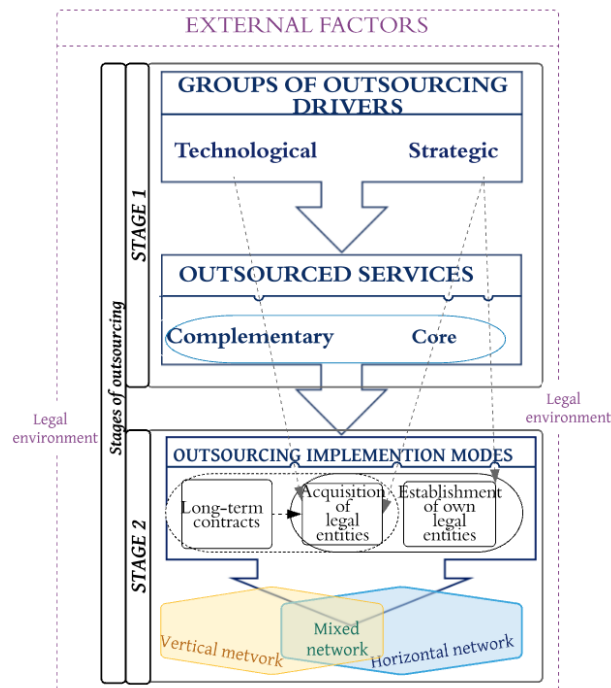 EXTERNAL FACTORS
GROUPS OF OUTSOURCING
DRIVERS
Technological
Strategic
STAGE 1
OUTSOURCED SERVICES
Complementary
Core
Stages of outsourcing
Legal
environment
Legal
environment
OUTSOURCING IMPLEMENTION MODES
STAGE 2
Long-term
contracts
Acquisition
of
legal
entities
Establishment
of own
legal
entities
Vertical metvork
Mixed
network
Horizontal network